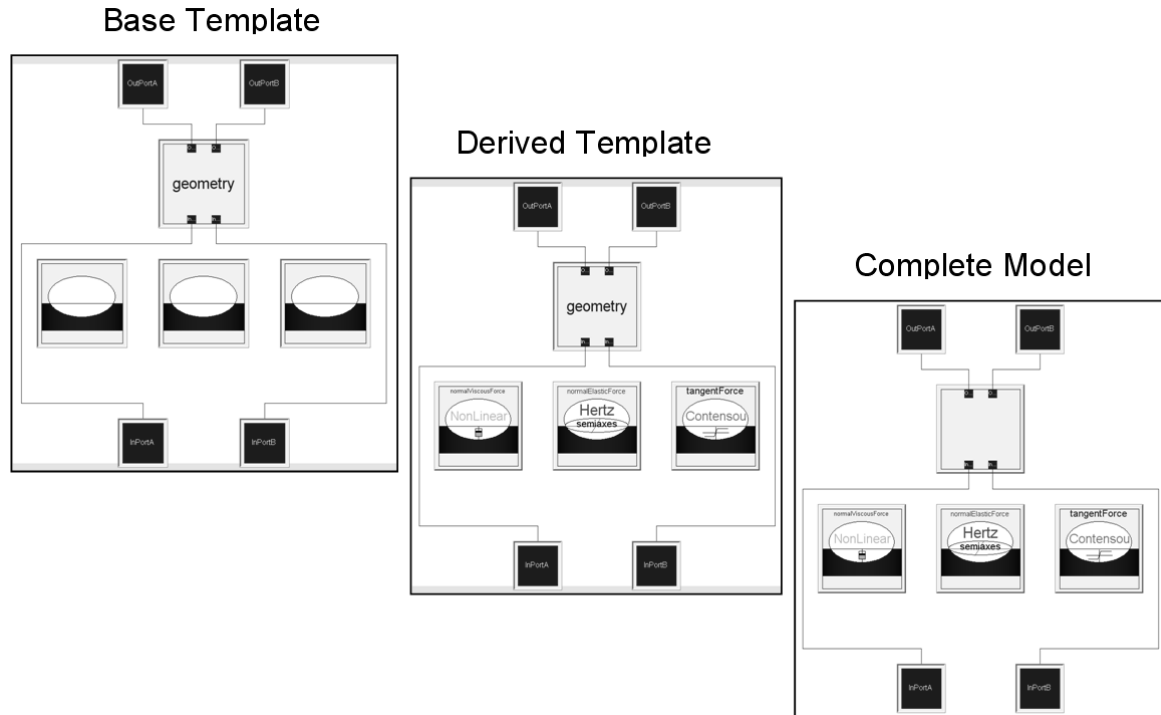 Base Template
OutPortA
OutPortB
geometry
InPortA
InPortB
Derived Template
OutPortA
OutPortB
geometry
normalViscousForce
NonLinear
normalElasticForce
Hertz
semiaxes
tangentForce
Contensou
InPortA
InPortB
Complete Model
OutPortA
OutPortB
normalViscousForce
NonLinear
normalElasticForce
Hertz
semiaxes
tangentForce
Contensou
InPortA
InPortB